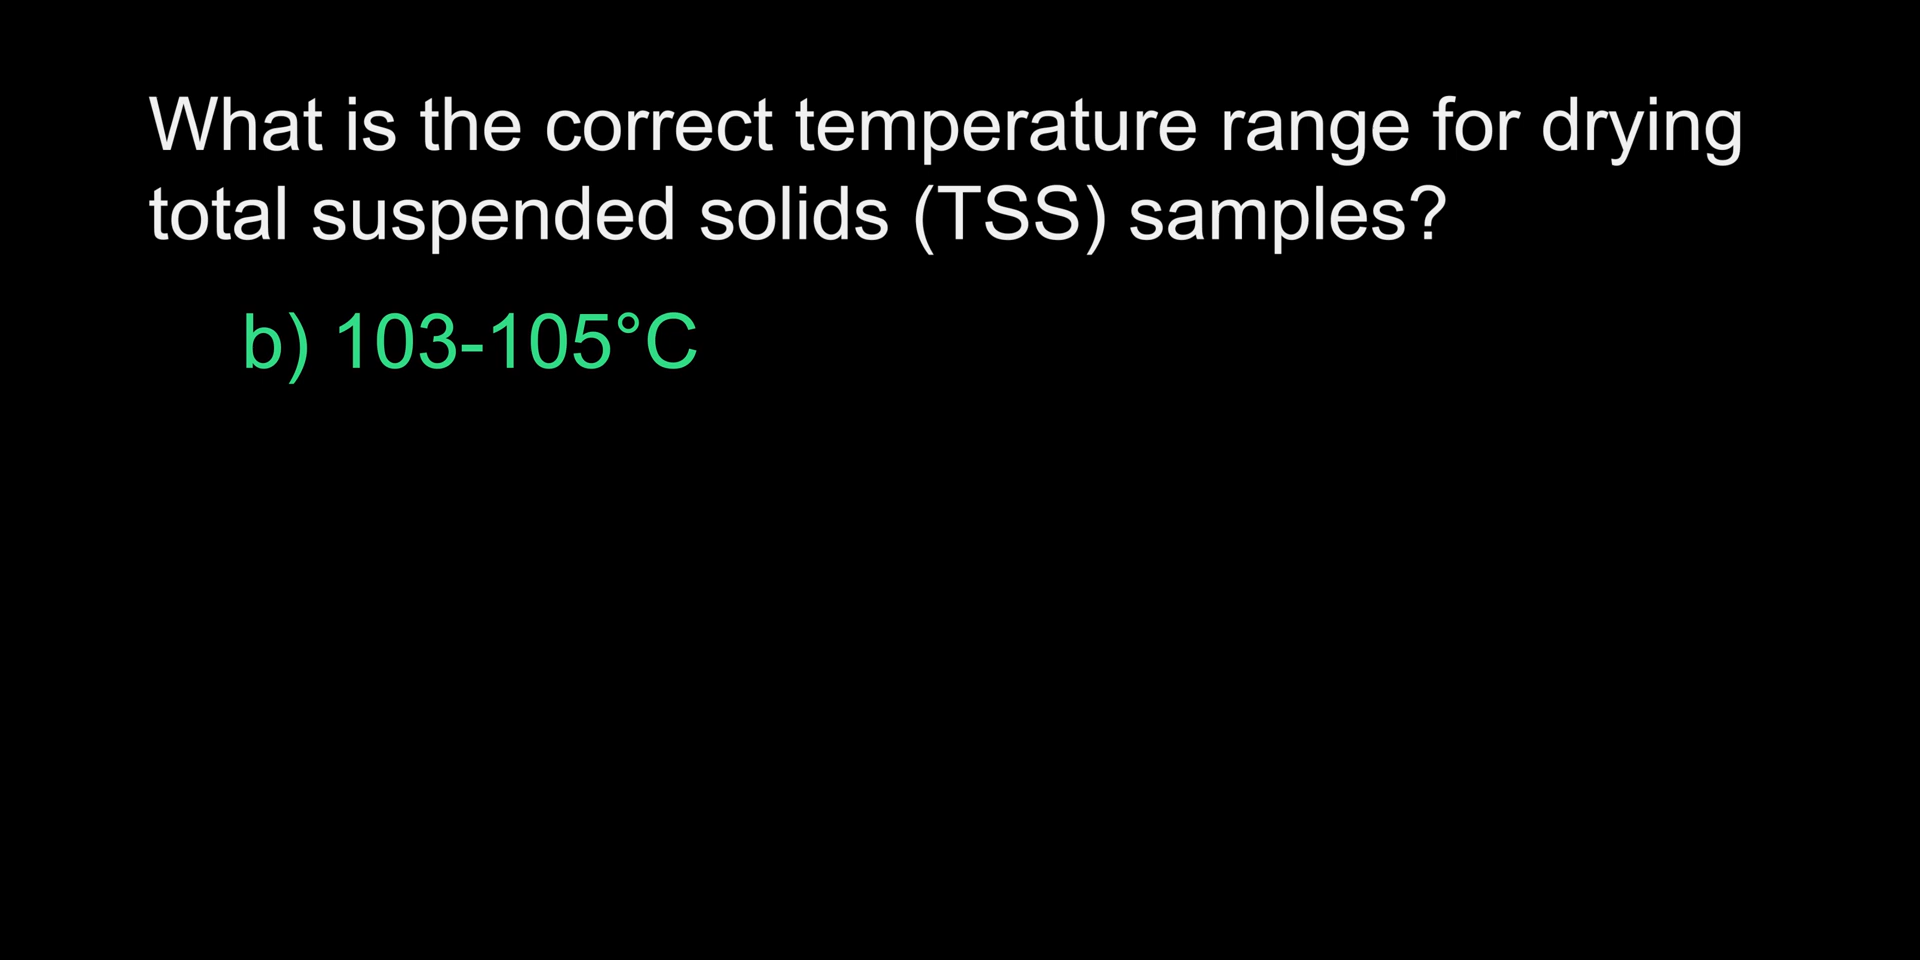 What is the correct temperature range for drying
total suspended solids (TSS) samples?
b) 103-105°C